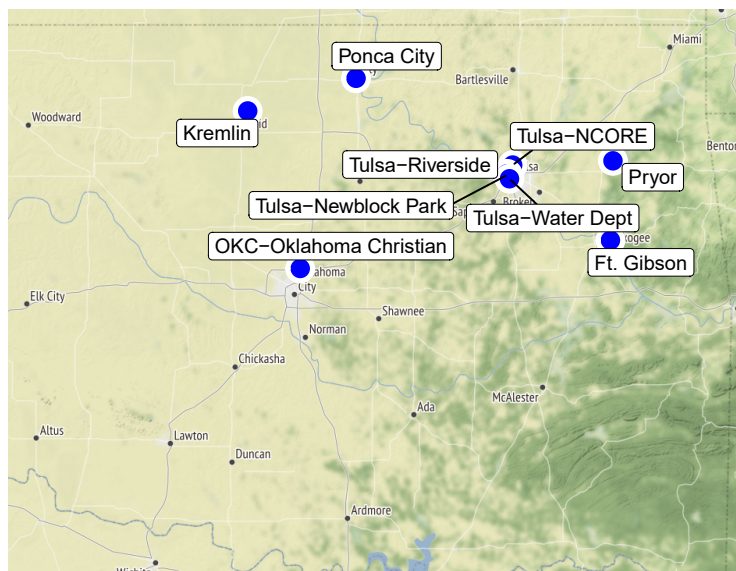 Miami
Ponca City
Bartlesville
Woodward
Kremlin
Tulsa−NCORE
Tulsa−Riverside
Pryor
Tulsa−Newblock Park
Tulsa−Water Dept
OKC−Oklahoma Christian
Ft. Gibson
City
Elk City
Shawnee
Norman
Chickasha
McAlester
Ada
Altus
Lawton
Duncan
Ardmore